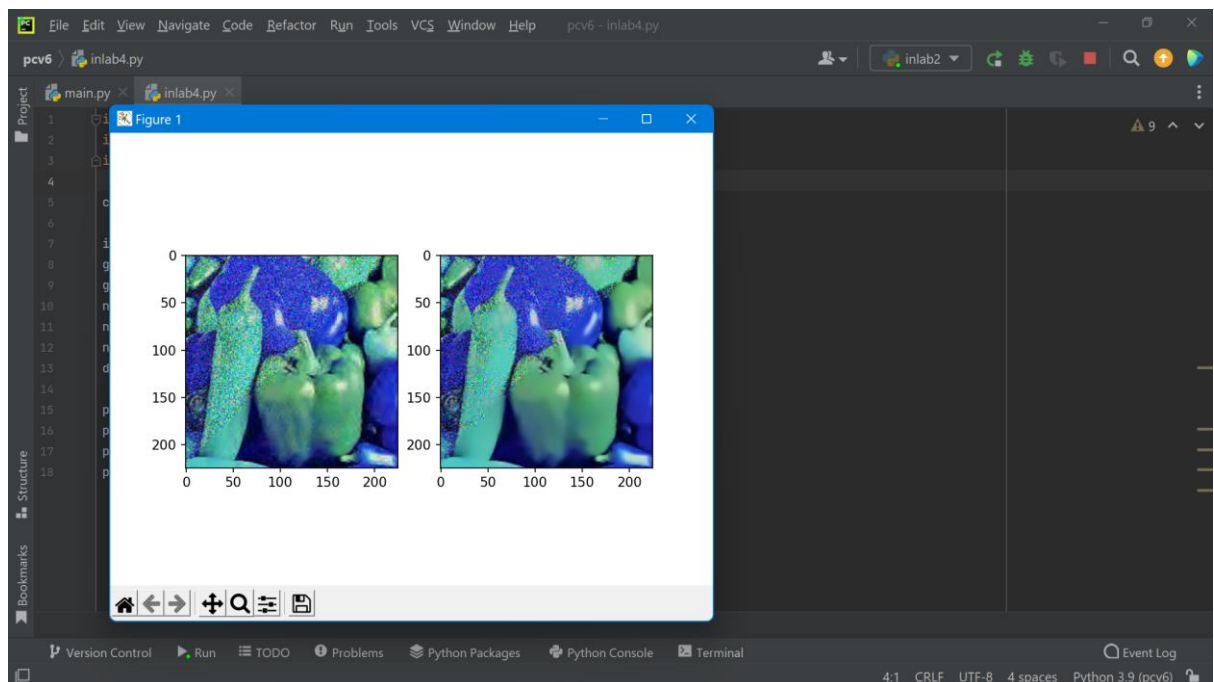 File Edit View Navigate Code Refactor Run Tools VCS Window Help pcv6 - inlab4.py
pcv6 inlab4.py inlab2
Project
main.py inlab4.py
Figure 1
9
1 i
2 i
3 i
4
5 c
6
7 i
8 g
9 g
10 n
11 n
12 n
13 d
14
15 p
16 p
17 p
18 p
0
50
100
150
200
0 50 100 150 200
0
50
100
150
200
0 50 100 150 200
Structure
Bookmarks
Version Control Run TODO Problems Python Packages Python Console Terminal Event Log
4:1 CRLF UTF-8 4 spaces Python 3.9 (pcv6)